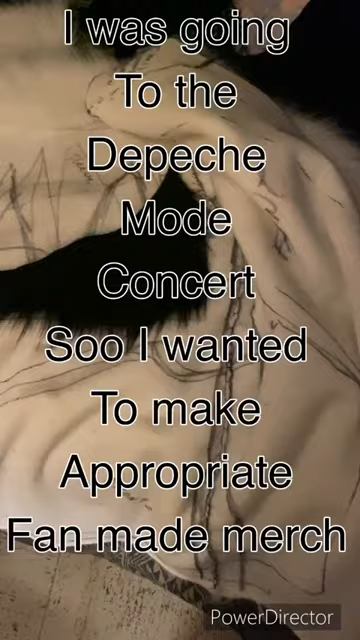 I was going
To the
Depeche
Mode
Concert
Soo I wanted
To make
Appropriate
Fan made merch
PowerDirector